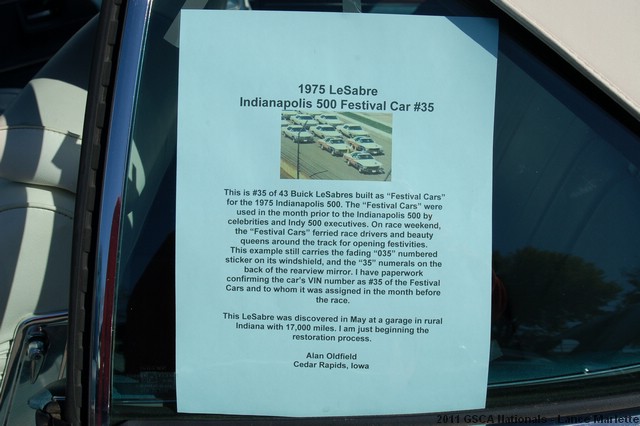 1975 LeSabre
Indianapolis 500 Festival Car #35
This is #35 of 43 Buick LeSabres built as “Festival Cars”
for the 1975 Indianapolis 500. The “Festival Cars” were
used in the month prior to the Indianapolis 500 by
celebrities and Indy 500 executives. On race weekend,
the “Festival Cars” ferried race drivers and beauty
queens around the track for opening festivities.
This example still carries the fading “035” numbered
sticker on its windshield, and the “35” numerals on the
back of the rearview mirror. I have paperwork
confirming the car’s VIN number as #35 of the Festival
Cars and to whom it was assigned in the month before
the race.
This LeSabre was discovered in May at a garage in rural
Indiana with 17,000 miles. I am just beginning the
restoration process.
Alan Oldfield
Cedar Rapids, Iowa
2011 GSCA Nationals - Lance Marlette